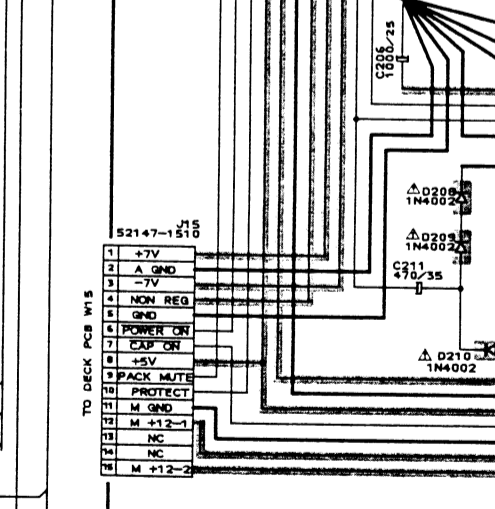 C206
1000/25
⚠ D208
1N4002
⚠ D209
1N4002
C211
470/35
⚠ D210
1N4002
J15
52147-1510
TO DECK PCB W15
1 +7V
2 A GND
3 -7V
4 NON REG
5 GND
6 POWER ON
7 CAP ON
8 +5V
9 PACK MUTE
10 PROTECT
11 M GND
12 M +12-1
13 NC
14 NC
15 M +12-2